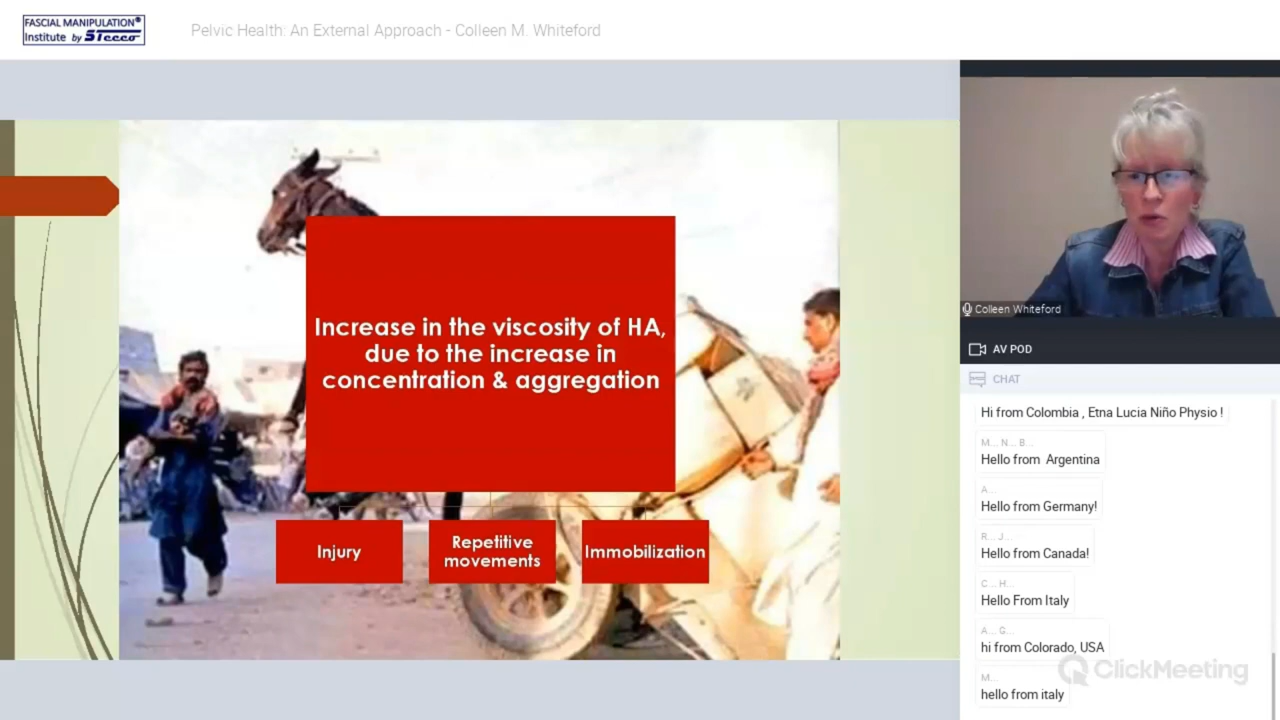 FASCIAL MANIPULATION®
Institute by STecco
Pelvic Health: An External Approach - Colleen M. Whiteford
Increase in the viscosity of HA,
due to the increase in
concentration & aggregation
Injury
Repetitive
movements
Immobilization
Colleen Whiteford
AV POD
CHAT
Hi from Colombia , Etna Lucia Niño Physio !
M... N... B...
Hello from Argentina
A...
Hello from Germany!
R... J...
Hello from Canada!
C... H...
Hello From Italy
A... G...
hi from Colorado, USA
M...
hello from italy
ClickMeeting